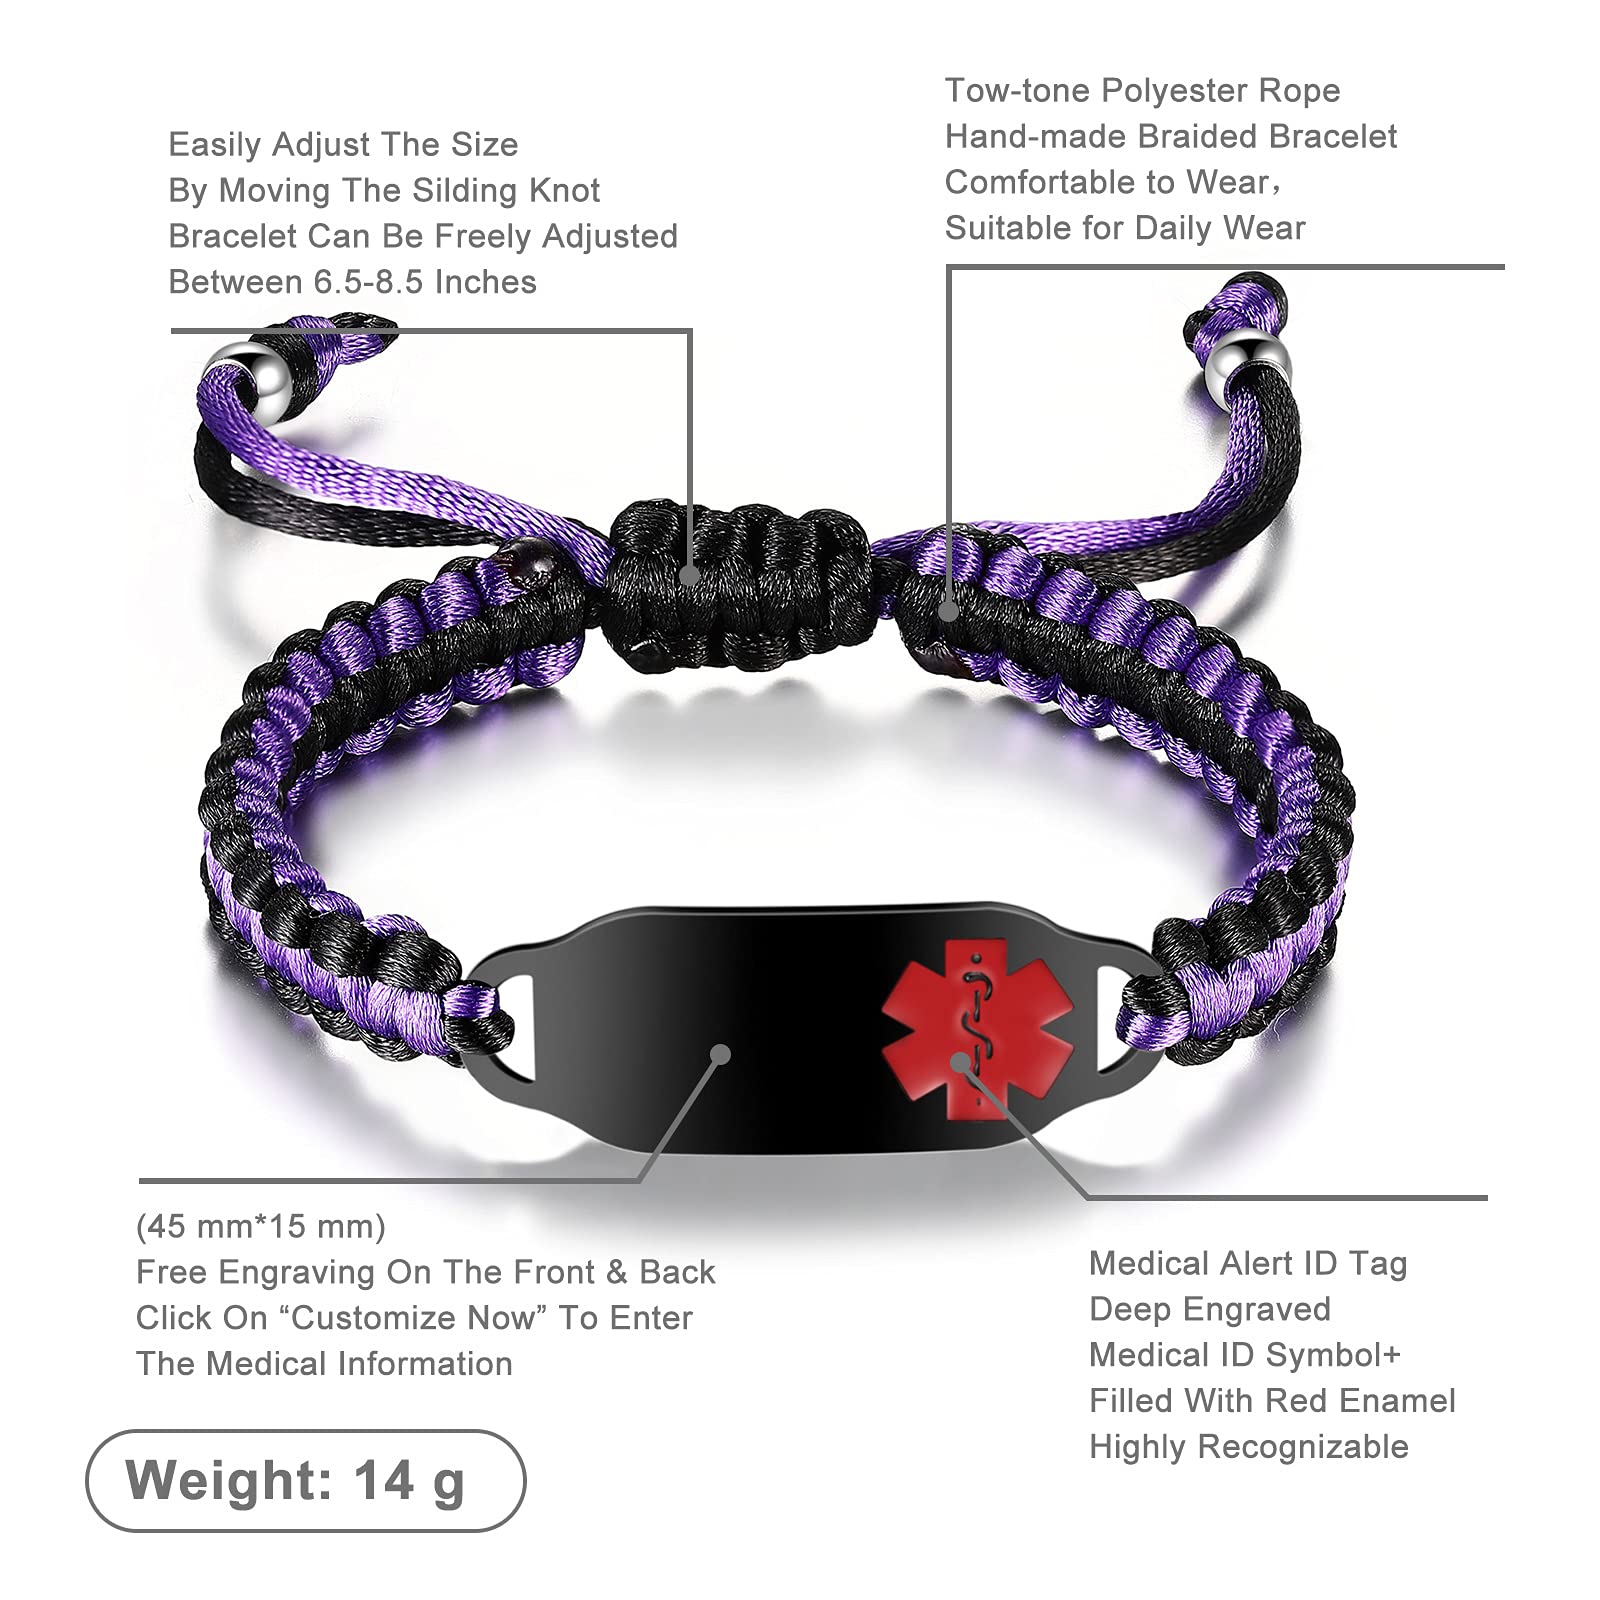 Easily Adjust The Size
By Moving The Silding Knot
Bracelet Can Be Freely Adjusted
Between 6.5-8.5 Inches
Tow-tone Polyester Rope
Hand-made Braided Bracelet
Comfortable to Wear，
Suitable for Daily Wear
(45 mm*15 mm)
Free Engraving On The Front & Back
Click On “Customize Now” To Enter
The Medical Information
Medical Alert ID Tag
Deep Engraved
Medical ID Symbol+
Filled With Red Enamel
Highly Recognizable
Weight: 14 g